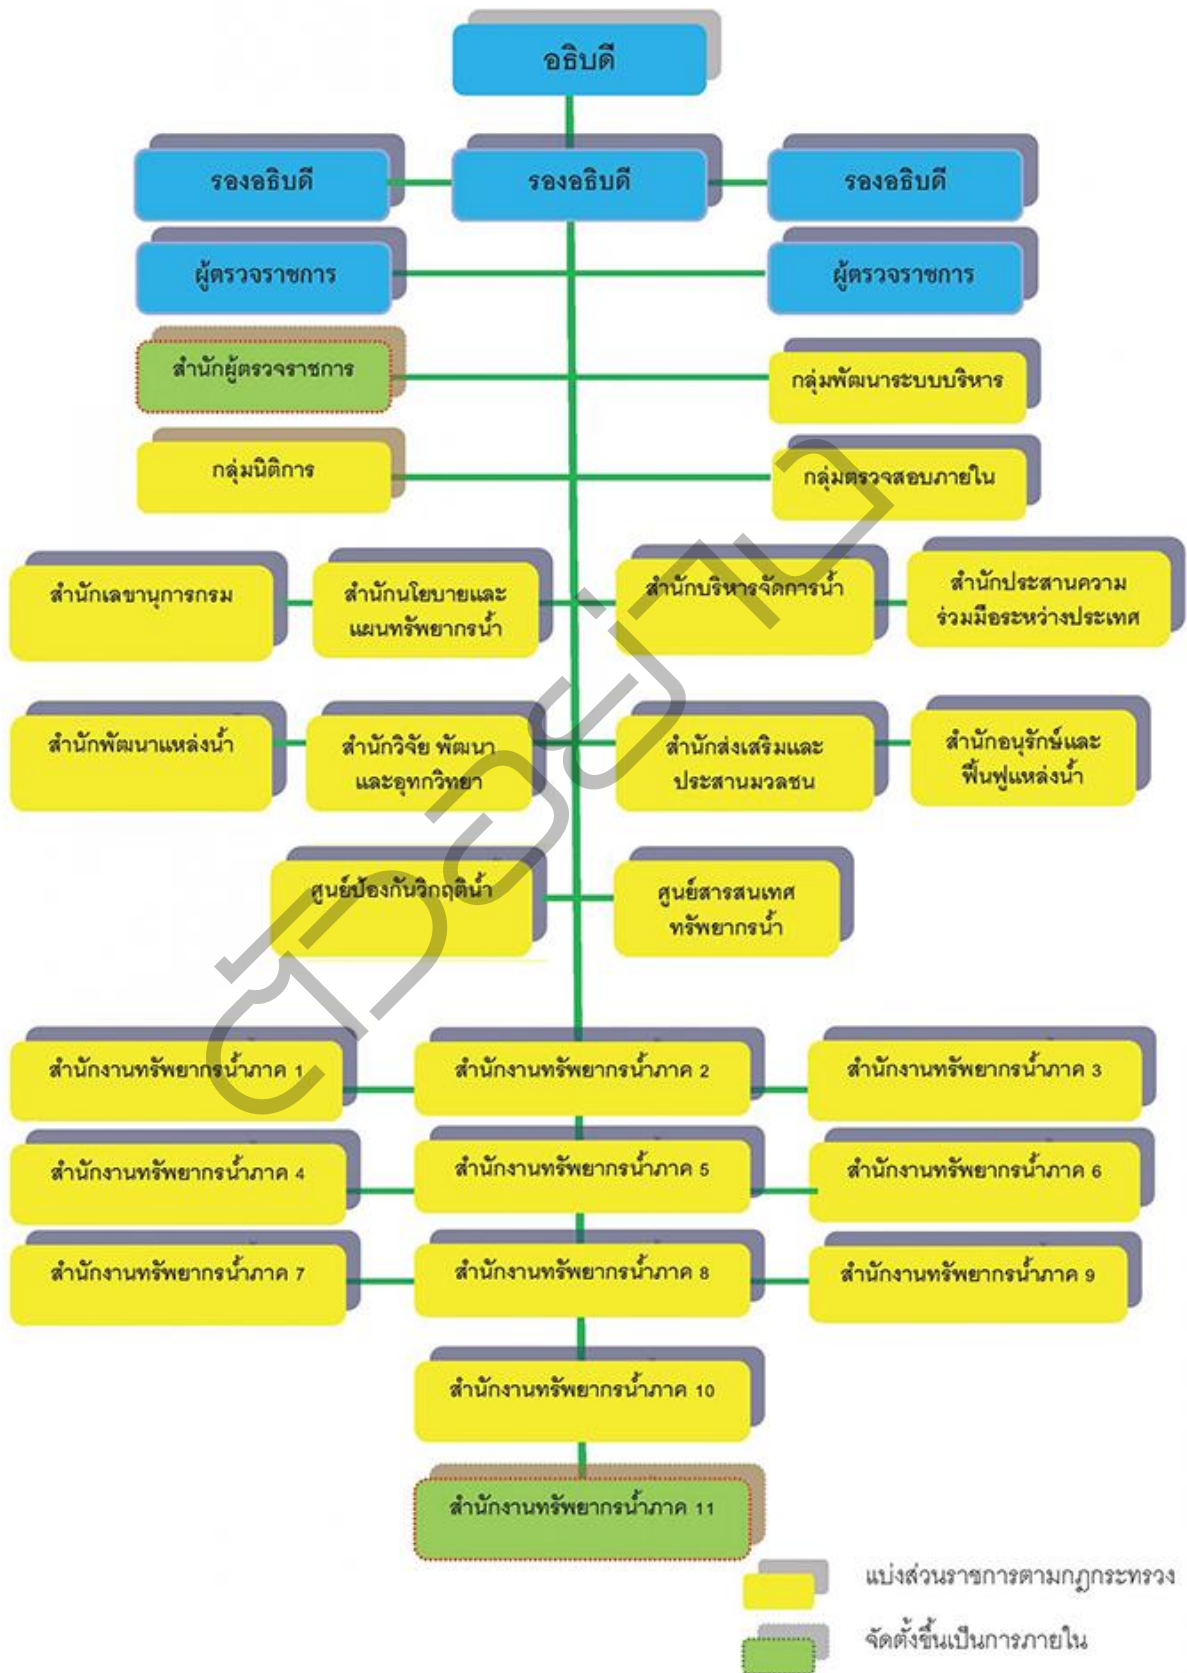 อธิบดี
รองอธิบดี
รองอธิบดี
รองอธิบดี
ผู้ตรวจราชการ
ผู้ตรวจราชการ
สำนักผู้ตรวจราชการ
กลุ่มพัฒนาระบบบริหาร
กลุ่มนิติการ
กลุ่มตรวจสอบภายใน
สำนักเลขานุการกรม
สำนักนโยบายและ
แผนทรัพยากรน้ำ
สำนักบริหารจัดการน้ำ
สำนักประสานความ
ร่วมมือระหว่างประเทศ
สำนักพัฒนาแหล่งน้ำ
สำนักวิจัย พัฒนา
และอุทกวิทยา
สำนักส่งเสริมและ
ประสานมวลชน
สำนักอนุรักษ์และ
ฟื้นฟูแหล่งน้ำ
ศูนย์ป้องกันวิกฤติน้ำ
ศูนย์สารสนเทศ
ทรัพยากรน้ำ
สำนักงานทรัพยากรน้ำภาค 1
สำนักงานทรัพยากรน้ำภาค 2
สำนักงานทรัพยากรน้ำภาค 3
สำนักงานทรัพยากรน้ำภาค 4
สำนักงานทรัพยากรน้ำภาค 5
สำนักงานทรัพยากรน้ำภาค 6
สำนักงานทรัพยากรน้ำภาค 7
สำนักงานทรัพยากรน้ำภาค 8
สำนักงานทรัพยากรน้ำภาค 9
สำนักงานทรัพยากรน้ำภาค 10
สำนักงานทรัพยากรน้ำภาค 11
แบ่งส่วนราชการตามกฎกระทรวง
จัดตั้งขึ้นเป็นการภายใน
ตัวอย่าง